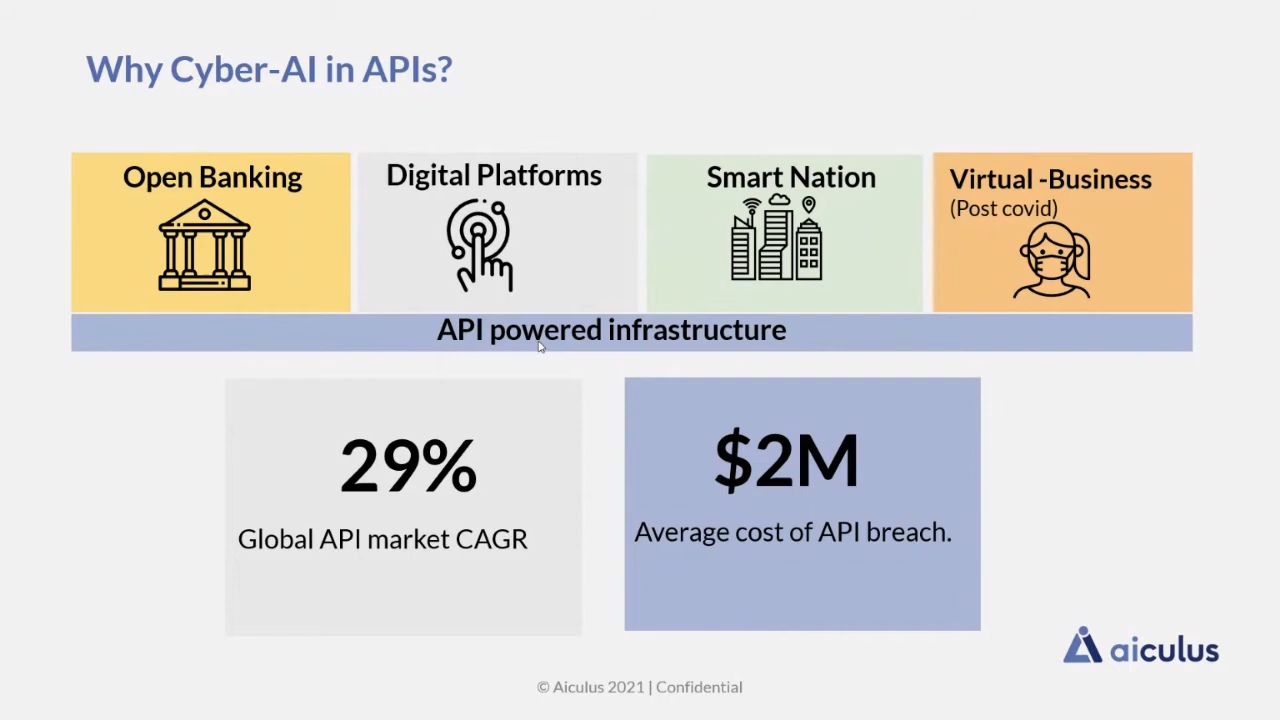 Why Cyber-AI in APIs?
Open Banking
Digital Platforms
Smart Nation
Virtual -Business
(Post covid)
API powered infrastructure
29%
Global API market CAGR
$2M
Average cost of API breach.
aiculus
© Aiculus 2021 | Confidential